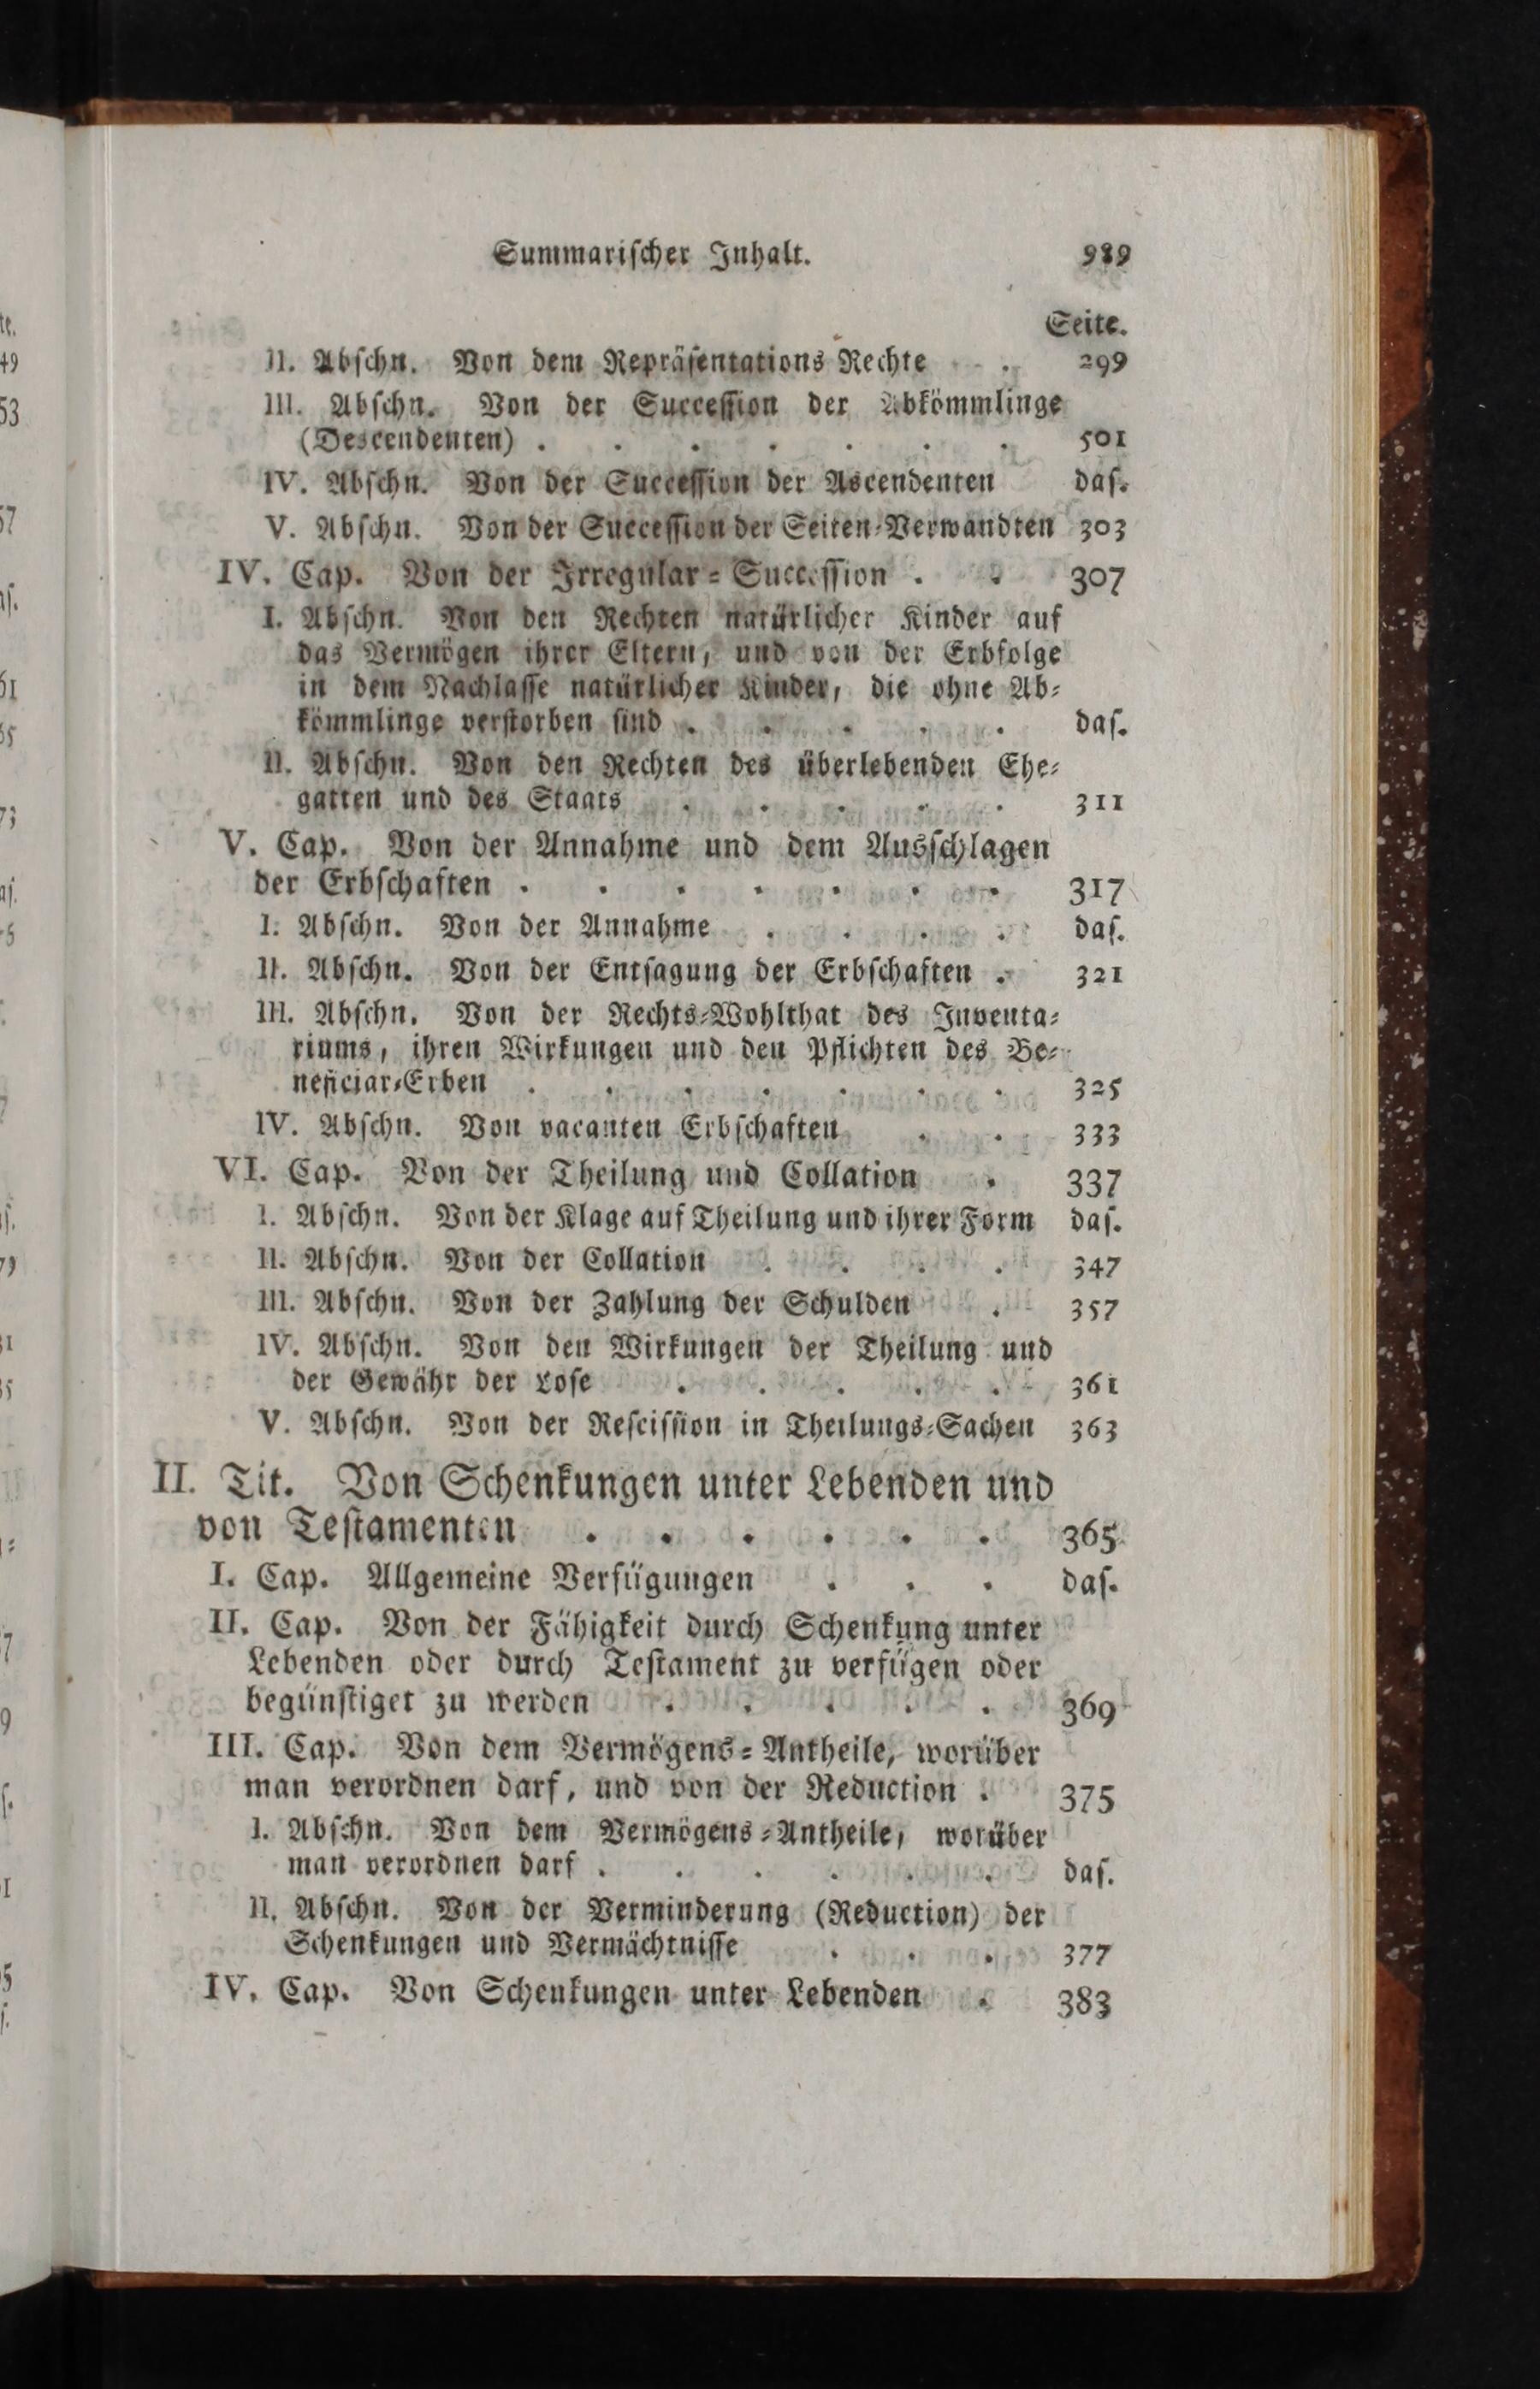 Summarischer Inhalt. 989
Seite.
II. Abschn. Von dem Repräsentations Rechte . 299
III. Abschn. Von der Succession der Abkömmlinge
(Descendenten) . . . . . . . 501
IV. Abschn. Von der Succession der Ascendenten das.
V. Abschn. Von der Succession der Seiten-Verwandten 303
IV. Cap. Von der Irregular-Succession . . 307
I. Abschn. Von den Rechten natürlicher Kinder auf
das Vermögen ihrer Eltern, und von der Erbfolge
in dem Nachlasse natürlicher Kinder, die ohne Ab-
kömmlinge verstorben sind . . . . . das.
II. Abschn. Von den Rechten des überlebenden Ehe-
gatten und des Staats . . . . . 311
V. Cap. Von der Annahme und dem Ausschlagen
der Erbschaften . . . . . . . 317
I. Abschn. Von der Annahme . . . . das.
II. Abschn. Von der Entsagung der Erbschaften . 321
III. Abschn. Von der Rechts-Wohlthat des Inventa-
riums, ihren Wirkungen und den Pflichten des Be-
neficiar-Erben . . . . . . . 325
IV. Abschn. Von vacanten Erbschaften . . 333
VI. Cap. Von der Theilung und Collation . 337
I. Abschn. Von der Klage auf Theilung und ihrer Form das.
II. Abschn. Von der Collation . . . . 347
III. Abschn. Von der Zahlung der Schulden . 357
IV. Abschn. Von den Wirkungen der Theilung und
der Gewähr der Lose . . . . . 361
V. Abschn. Von der Rescission in Theilungs-Sachen 363
II. Tit. Von Schenkungen unter Lebenden und
von Testamenten . . . . . . 365
I. Cap. Allgemeine Verfügungen . . . das.
II. Cap. Von der Fähigkeit durch Schenkung unter
Lebenden oder durch Testament zu verfügen oder
begünstiget zu werden . . . . . 369
III. Cap. Von dem Vermögens-Antheile, worüber
man verordnen darf, und von der Reduction . 375
I. Abschn. Von dem Vermögens-Antheile, worüber
man verordnen darf . . . . . . das.
II. Abschn. Von der Verminderung (Reduction) der
Schenkungen und Vermächtnisse . . . 377
IV. Cap. Von Schenkungen unter Lebenden . 383